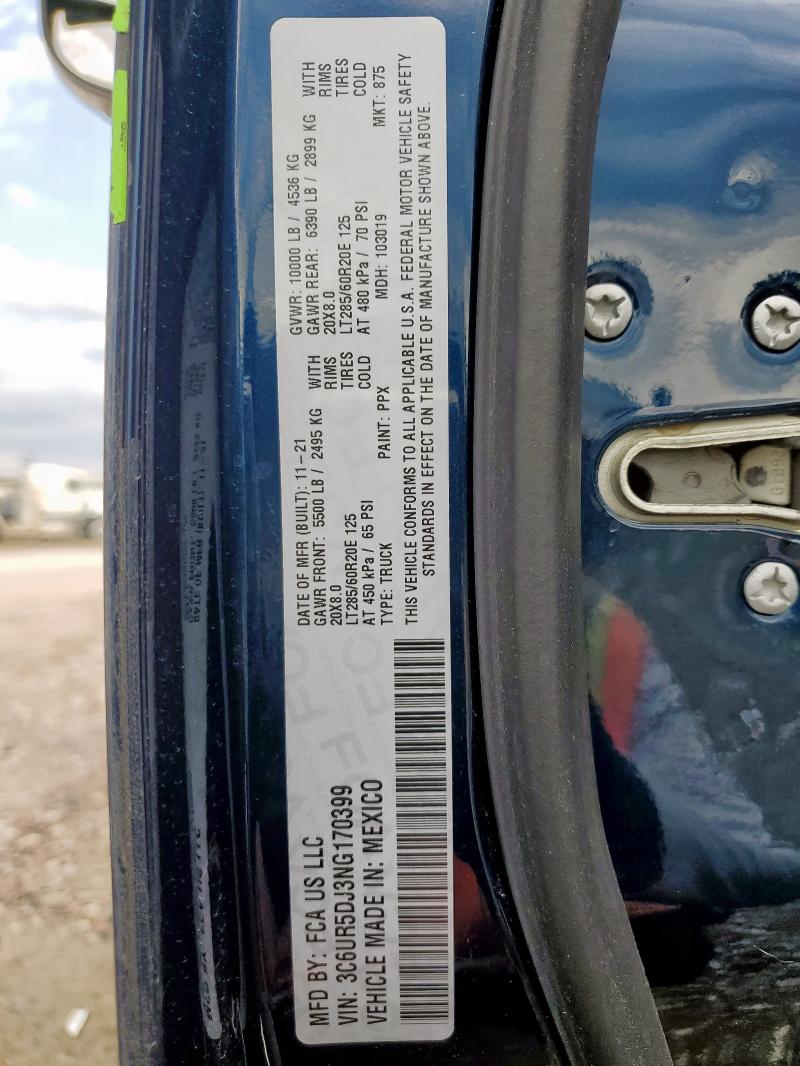 MFD BY: FCA US LLC
VIN: 3C6UR5DJ3NG170399
VEHICLE MADE IN: MEXICO
DATE OF MFR (BUILT): 11-21 GVWR: 10000 LB / 4536 KG
GAWR FRONT: 5500 LB / 2495 KG WITH GAWR REAR: 6390 LB / 2899 KG WITH
20X8.0 RIMS 20X8.0 RIMS
LT285/60R20E 125 TIRES LT285/60R20E 125 TIRES
AT 450 kPa / 65 PSI COLD AT 480 kPa / 70 PSI COLD
TYPE: TRUCK PAINT: PPX MDH: 103019 MKT: 875
THIS VEHICLE CONFORMS TO ALL APPLICABLE U.S.A. FEDERAL MOTOR VEHICLE SAFETY
STANDARDS IN EFFECT ON THE DATE OF MANUFACTURE SHOWN ABOVE.